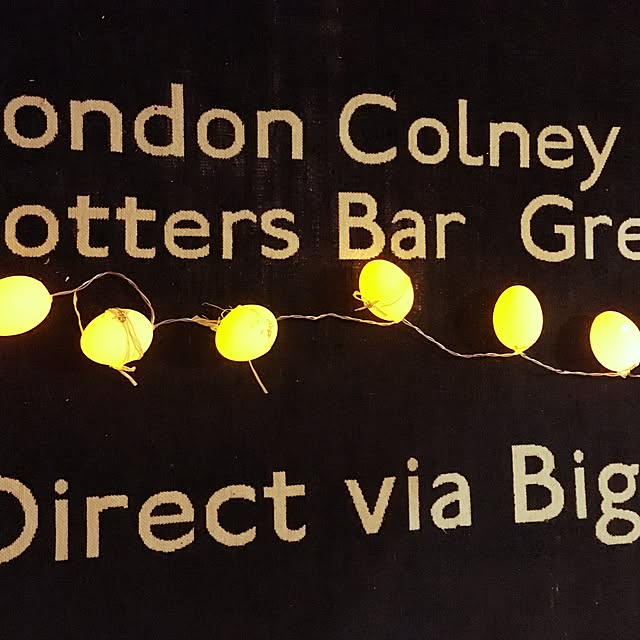 ondon Colney
otters Bar Gre
Direct via Big